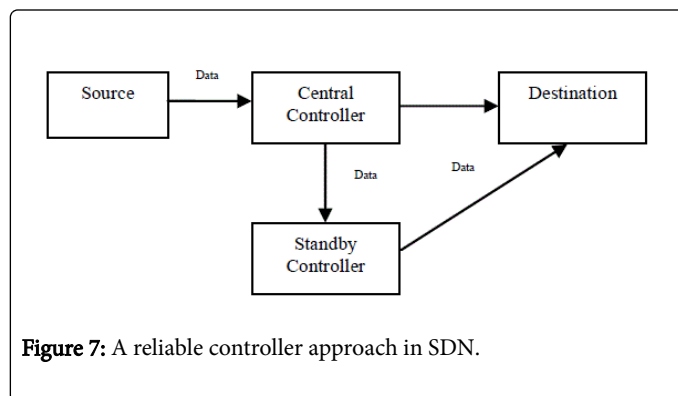 Data
Source
Central
Controller
Destination
Data
Data
Standby
Controller
Figure 7: A reliable controller approach in SDN.